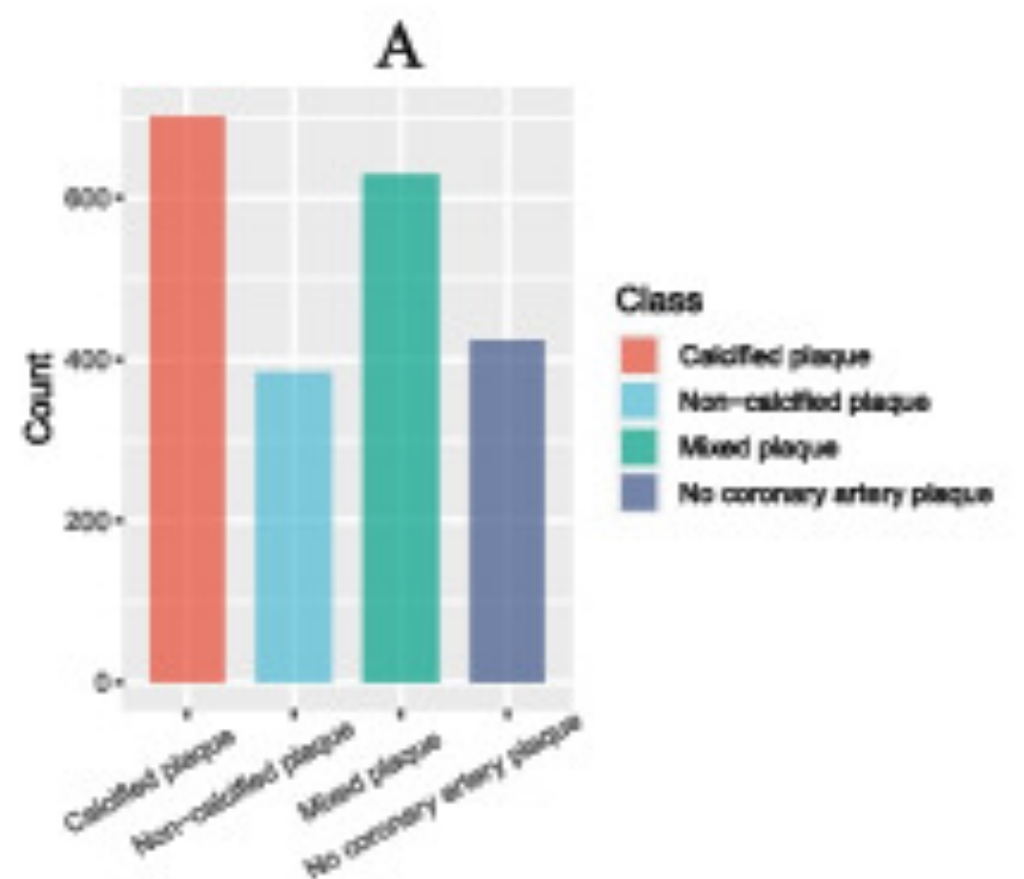 A
600
400
200
0
Count
Calcified plaque
Non-calcified plaque
Mixed plaque
No coronary artery plaque
Class
Calcified plaque
Non-calcified plaque
Mixed plaque
No coronary artery plaque